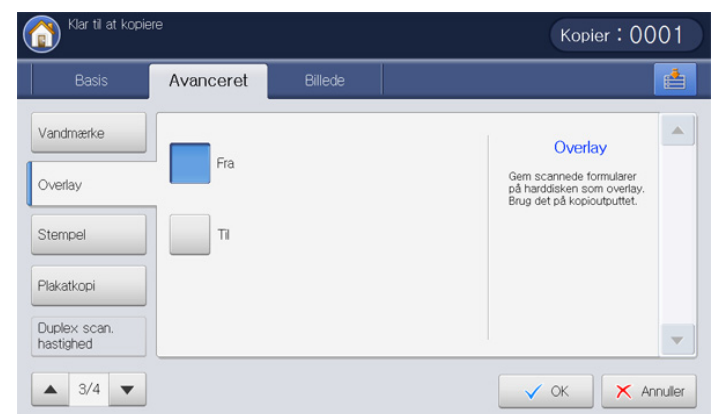 Klar til at kopiere
Kopier : 0001
Basis
Avanceret
Billede
Vandmærke
Overlay
Stempel
Plakatkopi
Duplex scan.
hastighed
3/4
Fra
Til
Overlay
Gem scannede formularer
på harddisken som overlay.
Brug det på kopioutputtet.
OK
Annuller